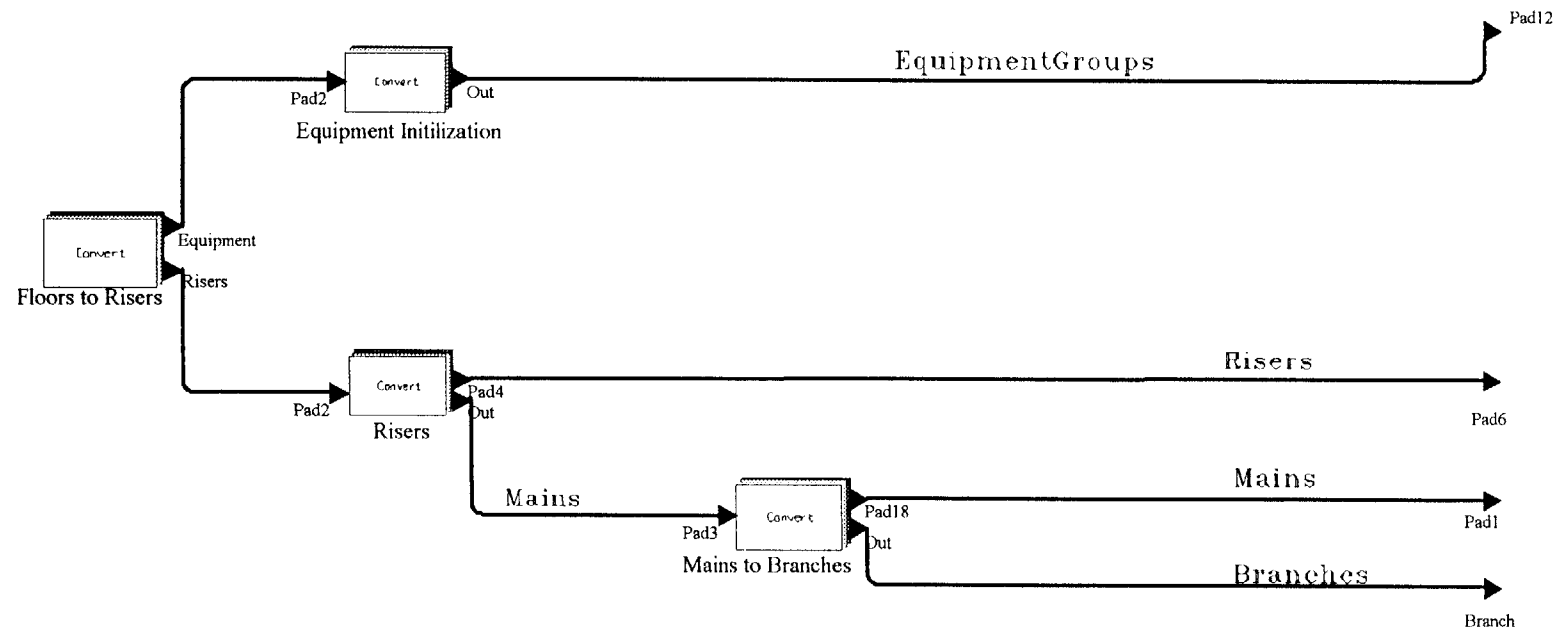 Pad12
EquipmentGroups
Convert
Pad2
Out
Equipment Initilization
Convert
Equipment
Risers
Floors to Risers
Risers
Convert
Pad4
Pad2
Out
Pad6
Risers
Mains
Mains
Convert
Pad18
Pad1
Pad3
Out
Mains to Branches
Branches
Branch